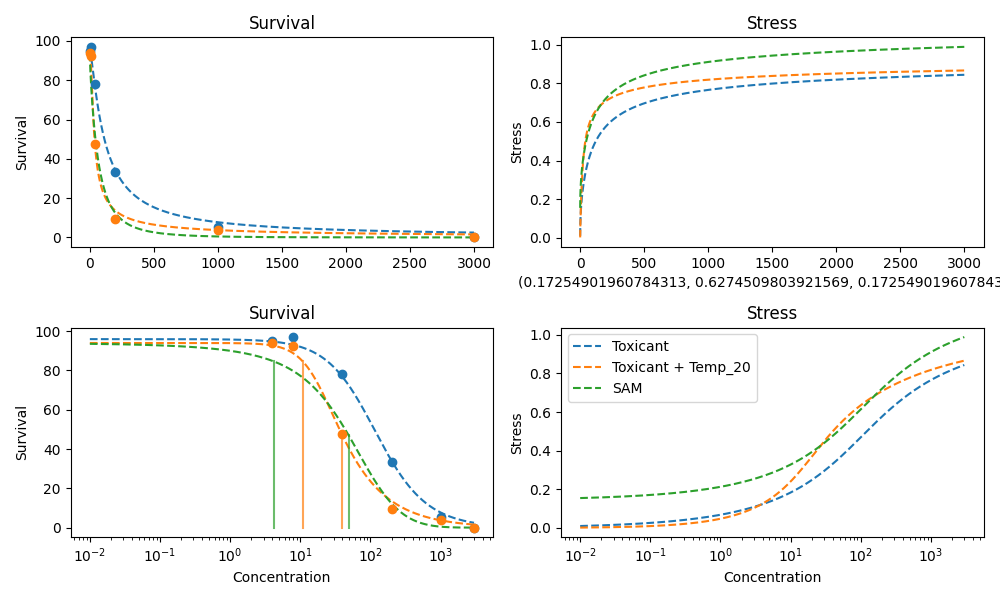 Survival
Survival
100
80
60
40
20
0
0 500 1000 1500 2000 2500 3000
Stress
Stress
1.0
0.8
0.6
0.4
0.2
0.0
0 500 1000 1500 2000 2500 3000
(0.17254901960784313, 0.6274509803921569, 0.172549019607843
Survival
Survival
100
80
60
40
20
0
10⁻² 10⁻¹ 10⁰ 10¹ 10² 10³
Concentration
Stress
Stress
1.0
0.8
0.6
0.4
0.2
0.0
Toxicant
Toxicant + Temp_20
SAM
10⁻² 10⁻¹ 10⁰ 10¹ 10² 10³
Concentration